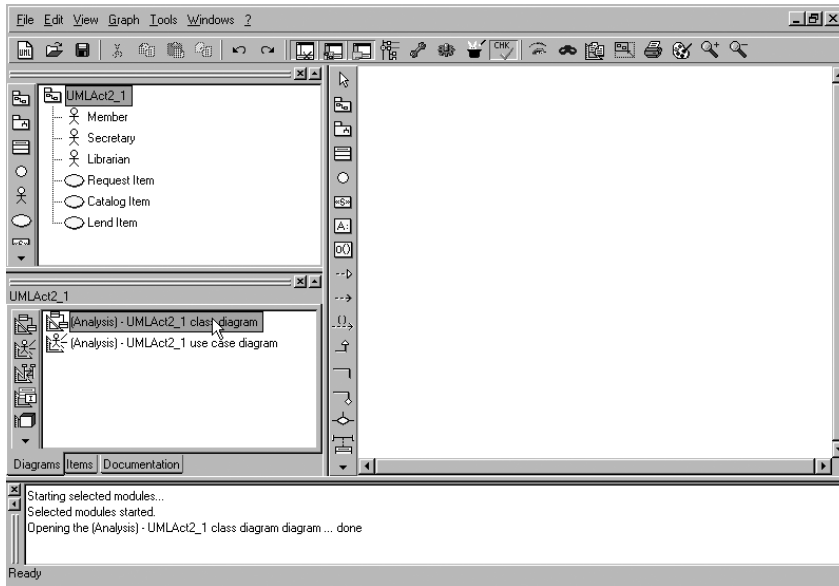 File Edit View Graph Tools Windows ?
UML
CHK
UMLAct2_1
Member
Secretary
Librarian
Request Item
Catalog Item
Lend Item
«S»
A:
o()
UMLAct2_1
(Analysis) - UMLAct2_1 class diagram
(Analysis) - UMLAct2_1 use case diagram
Diagrams Items Documentation
Starting selected modules...
Selected modules started.
Opening the (Analysis) - UMLAct2_1 class diagram diagram ... done
Ready